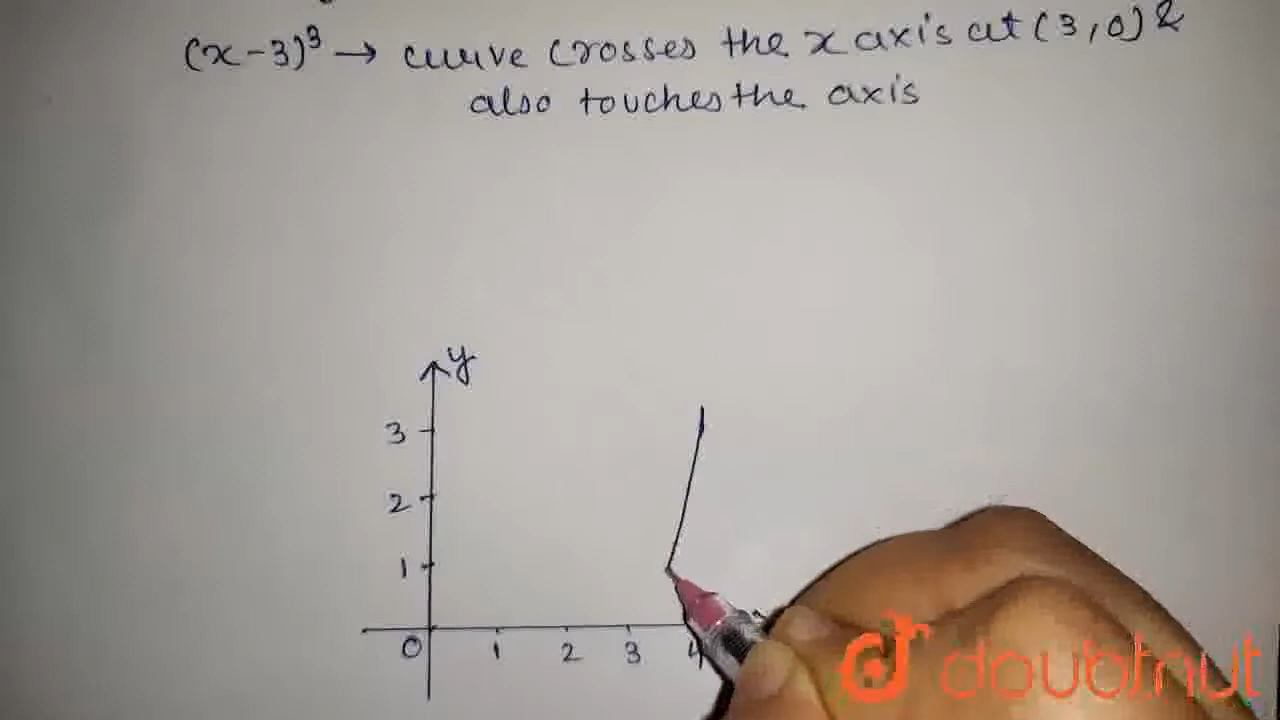 (x-3)³ → curve crosses the x axis at (3,0) &
also touches the axis
y
3
2
1
0 1 2 3 4
doubtnut